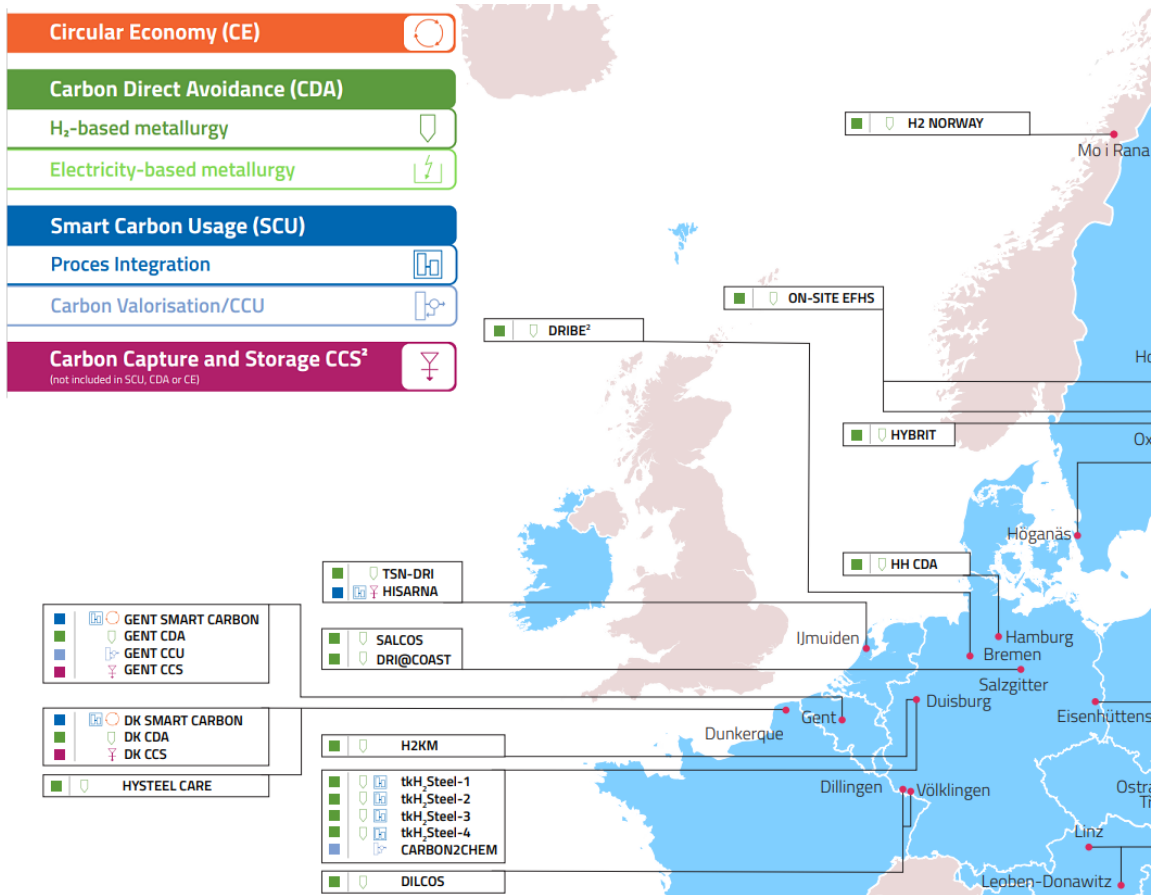 Circular Economy (CE)
Carbon Direct Avoidance (CDA)
H₂-based metallurgy
Electricity-based metallurgy
Smart Carbon Usage (SCU)
Proces Integration
Carbon Valorisation/CCU
Carbon Capture and Storage CCS²
(not included in SCU, CDA or CE)
H2 NORWAY
Mo i Rana
ON-SITE EFHS
DRIBE²
Ho
HYBRIT
Ox
Höganäs
HH CDA
TSN-DRI
HISARNA
GENT SMART CARBON
GENT CDA
GENT CCU
GENT CCS
SALCOS
DRI@COAST
IJmuiden
Hamburg
Bremen
Salzgitter
Duisburg
Eisenhüttens
Gent
Dunkerque
DK SMART CARBON
DK CDA
DK CCS
HYSTEEL CARE
H2KM
tkH₂Steel-1
tkH₂Steel-2
tkH₂Steel-3
tkH₂Steel-4
CARBON2CHEM
DILCOS
Dillingen
Völklingen
Ostra
Tr
Linz
Leoben-Donawitz